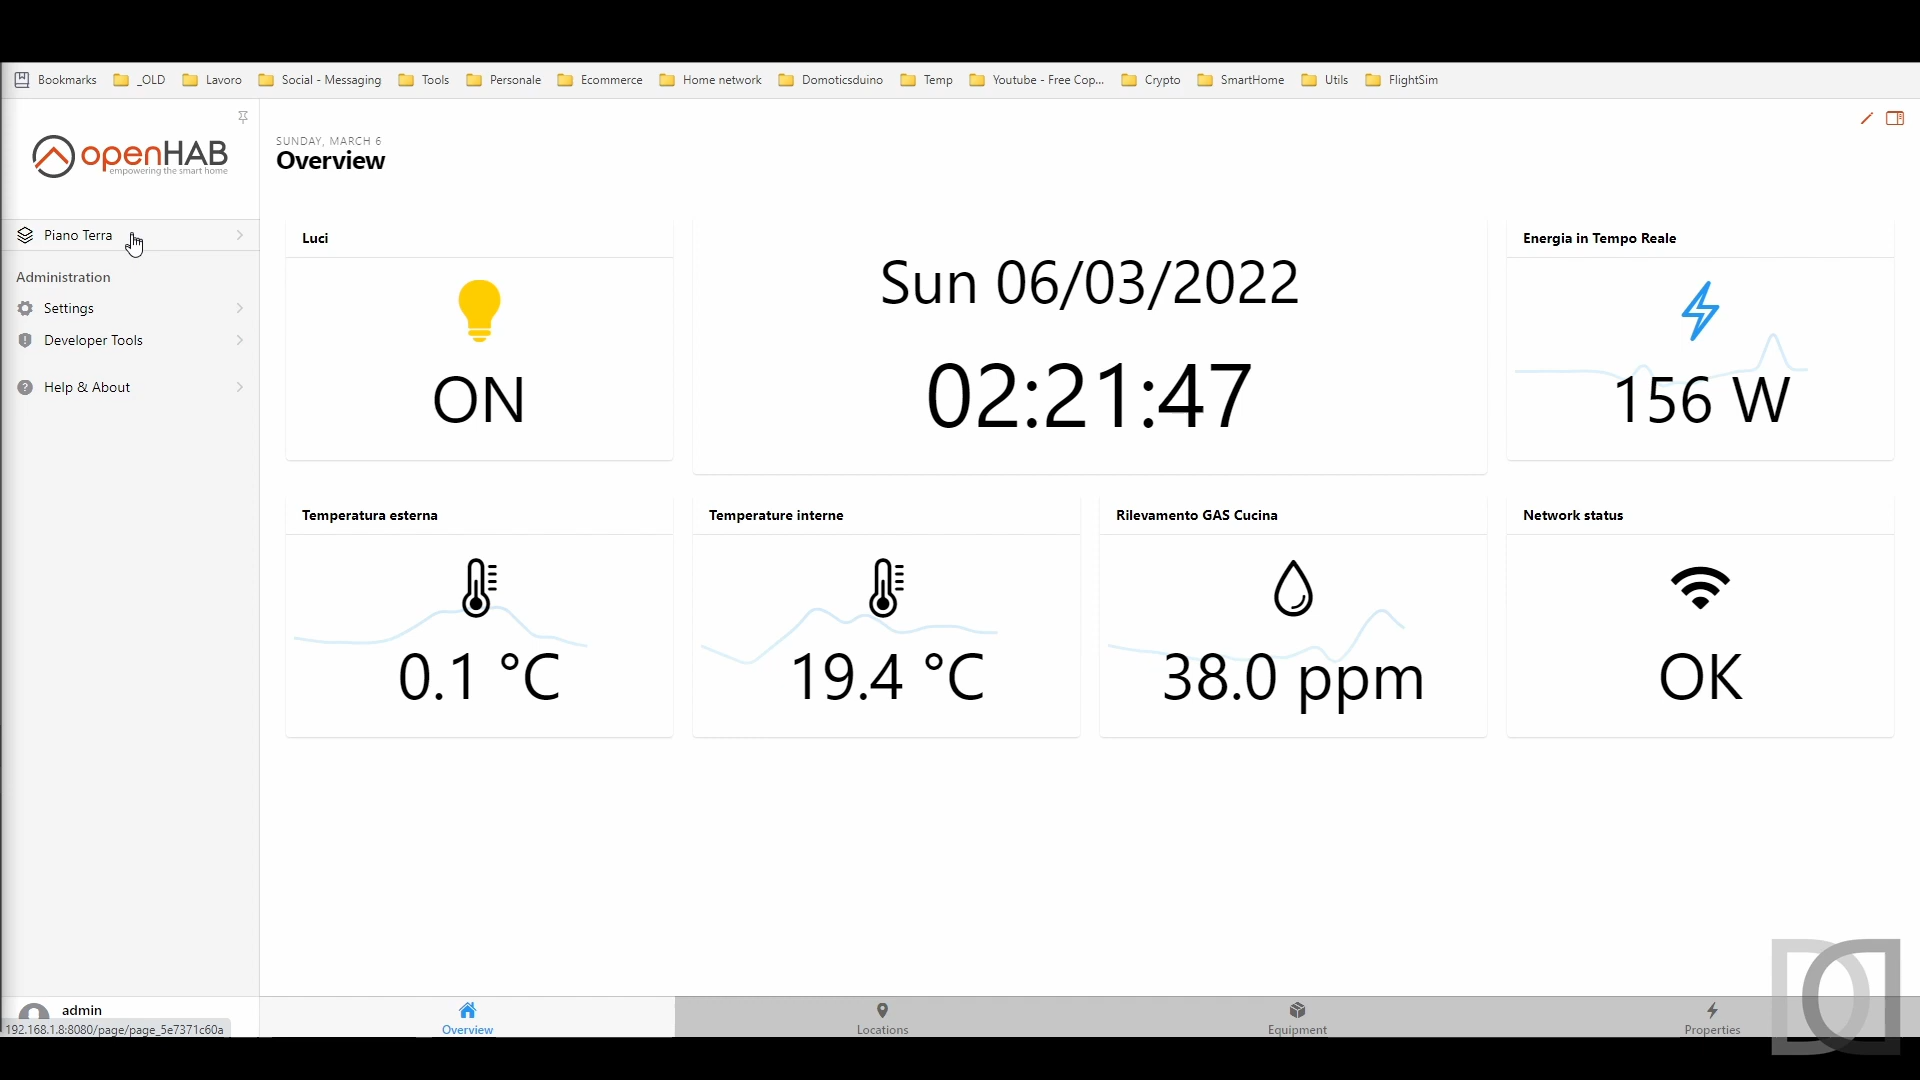 Bookmarks _OLD Lavoro Social - Messaging Tools Personale Ecommerce Home network Domoticsduino Temp Youtube - Free Cop... Crypto SmartHome Utils FlightSim
openHAB
empowering the smart home
SUNDAY, MARCH 6
Overview
Piano Terra
Administration
Settings
Developer Tools
Help & About
Luci
ON
Sun 06/03/2022
02:21:47
Energia in Tempo Reale
156 W
Temperatura esterna
0.1 °C
Temperature interne
19.4 °C
Rilevamento GAS Cucina
38.0 ppm
Network status
OK
admin
192.168.1.8:8080/page/page_5e7371c60a
Overview Locations Equipment Properties